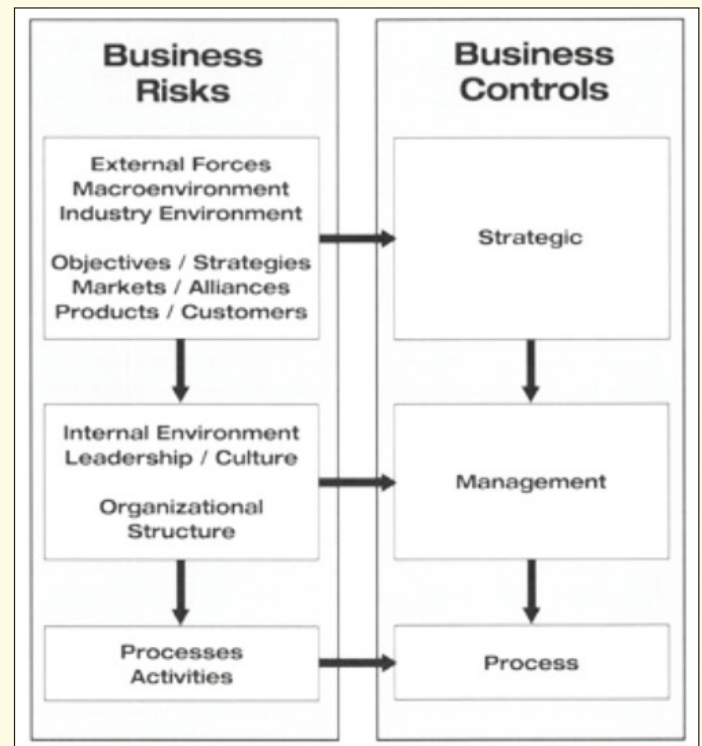 Business
Risks
External Forces
Macroenvironment
Industry Environment
Objectives / Strategies
Markets / Alliances
Products / Customers
Internal Environment
Leadership / Culture
Organizational
Structure
Processes
Activities
Business
Controls
Strategic
Management
Process